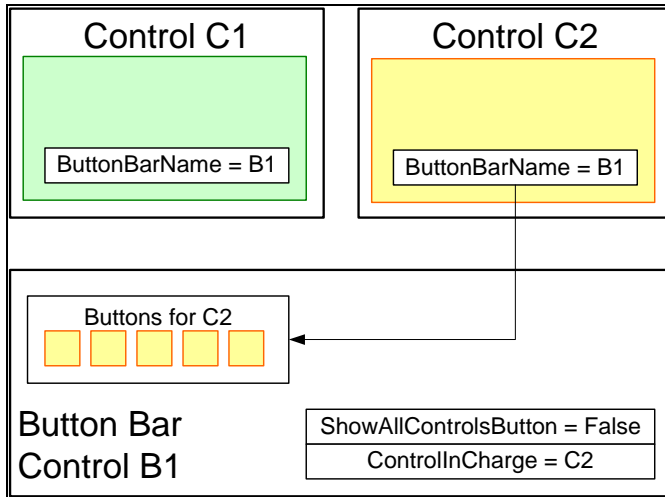 Control C1
Control C2
ButtonBarName = B1
ButtonBarName = B1
Buttons for C2
Button Bar
Control B1
ShowAllControlsButton = False
ControlInCharge = C2